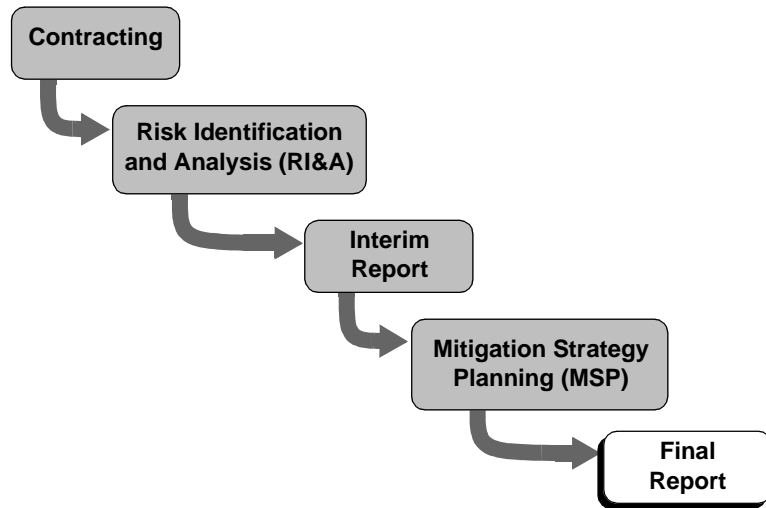 Contracting
Risk Identification
and Analysis (RI&A)
Interim
Report
Mitigation Strategy
Planning (MSP)
Final
Report